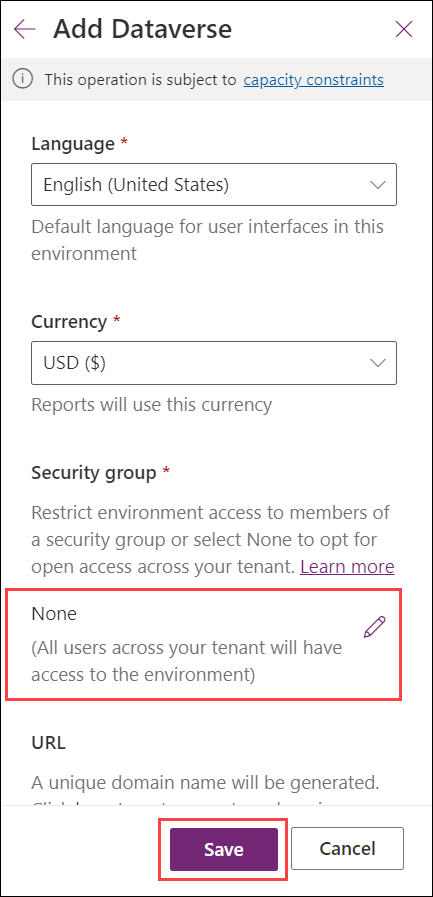 Add Dataverse
This operation is subject to capacity constraints
Language *
English (United States)
Default language for user interfaces in this
environment
Currency *
USD ($)
Reports will use this currency
Security group *
Restrict environment access to members of
a security group or select None to opt for
open access across your tenant. Learn more
None
(All users across your tenant will have
access to the environment)
URL
A unique domain name will be generated.
Save
Cancel